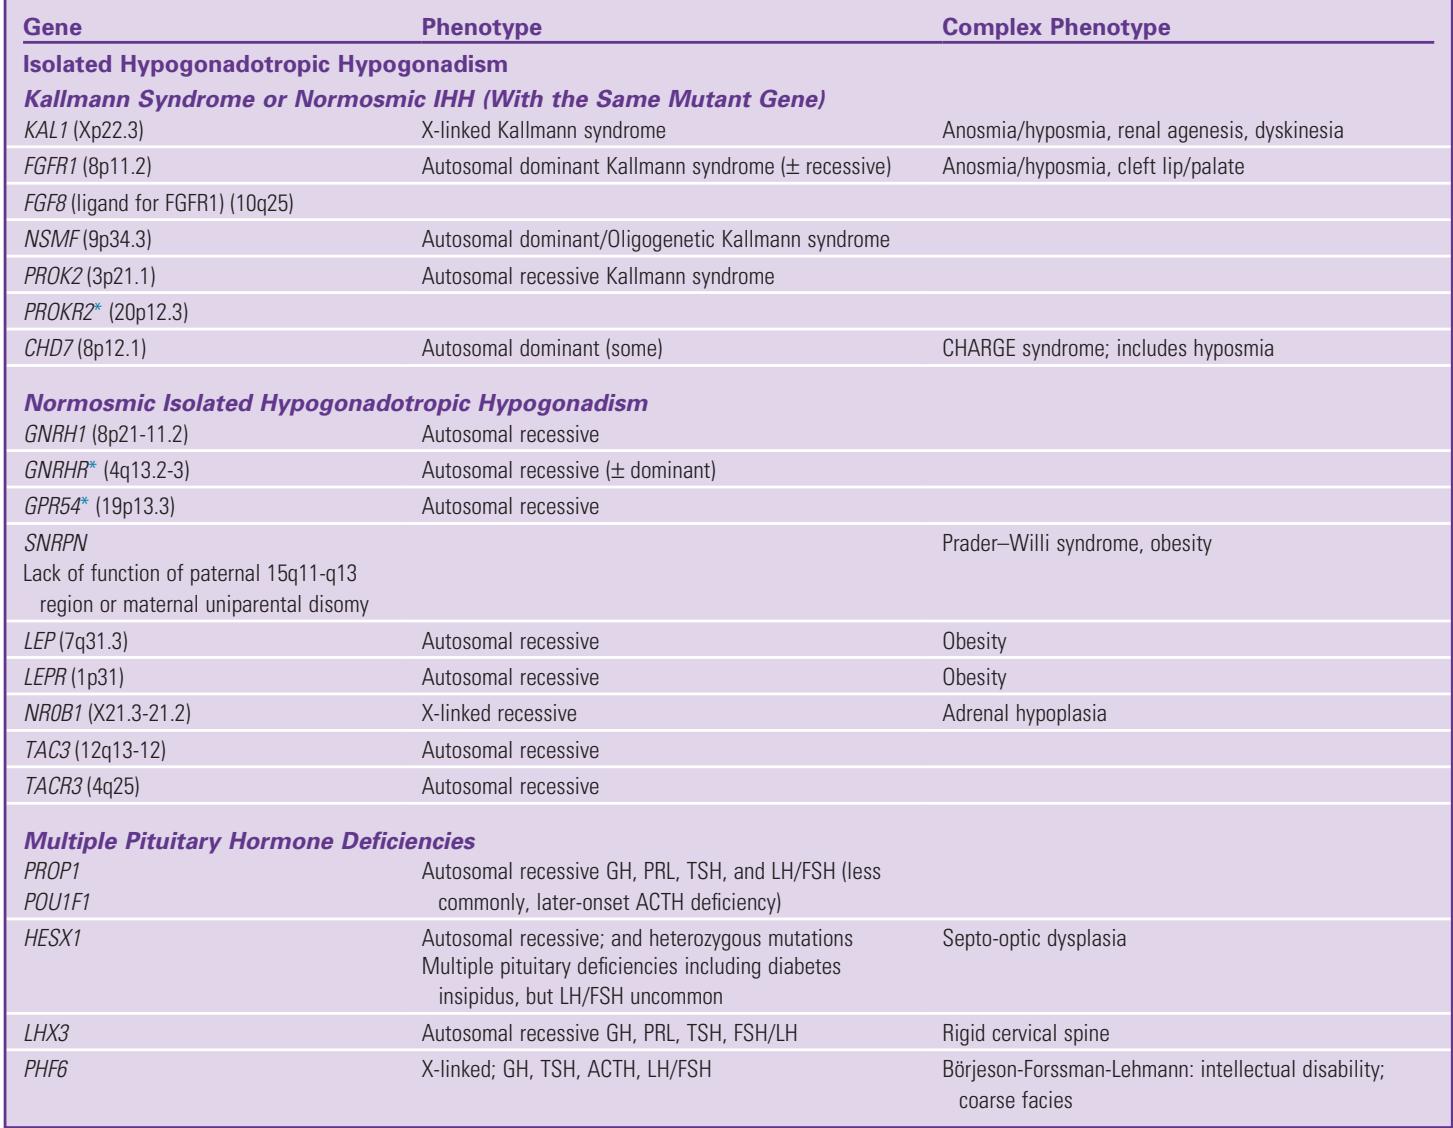 Gene Phenotype Complex Phenotype
Isolated Hypogonadotropic Hypogonadism
Kallmann Syndrome or Normosmic IHH (With the Same Mutant Gene)
KAL1 (Xp22.3) X-linked Kallmann syndrome Anosmia/hyposmia, renal agenesis, dyskinesia
FGFR1 (8p11.2) Autosomal dominant Kallmann syndrome (± recessive) Anosmia/hyposmia, cleft lip/palate
FGF8 (ligand for FGFR1) (10q25)
NSMF (9p34.3) Autosomal dominant/Oligogenetic Kallmann syndrome
PROK2 (3p21.1) Autosomal recessive Kallmann syndrome
PROKR2* (20p12.3)
CHD7 (8p12.1) Autosomal dominant (some) CHARGE syndrome; includes hyposmia
Normosmic Isolated Hypogonadotropic Hypogonadism
GNRH1 (8p21-11.2) Autosomal recessive
GNRHR* (4q13.2-3) Autosomal recessive (± dominant)
GPR54* (19p13.3) Autosomal recessive
SNRPN Prader–Willi syndrome, obesity
Lack of function of paternal 15q11-q13
region or maternal uniparental disomy
LEP (7q31.3) Autosomal recessive Obesity
LEPR (1p31) Autosomal recessive Obesity
NR0B1 (X21.3-21.2) X-linked recessive Adrenal hypoplasia
TAC3 (12q13-12) Autosomal recessive
TACR3 (4q25) Autosomal recessive
Multiple Pituitary Hormone Deficiencies
PROP1 Autosomal recessive GH, PRL, TSH, and LH/FSH (less
POU1F1 commonly, later-onset ACTH deficiency)
HESX1 Autosomal recessive; and heterozygous mutations Septo-optic dysplasia
Multiple pituitary deficiencies including diabetes
insipidus, but LH/FSH uncommon
LHX3 Autosomal recessive GH, PRL, TSH, FSH/LH Rigid cervical spine
PHF6 X-linked; GH, TSH, ACTH, LH/FSH Börjeson-Forssman-Lehmann: intellectual disability;
coarse facies